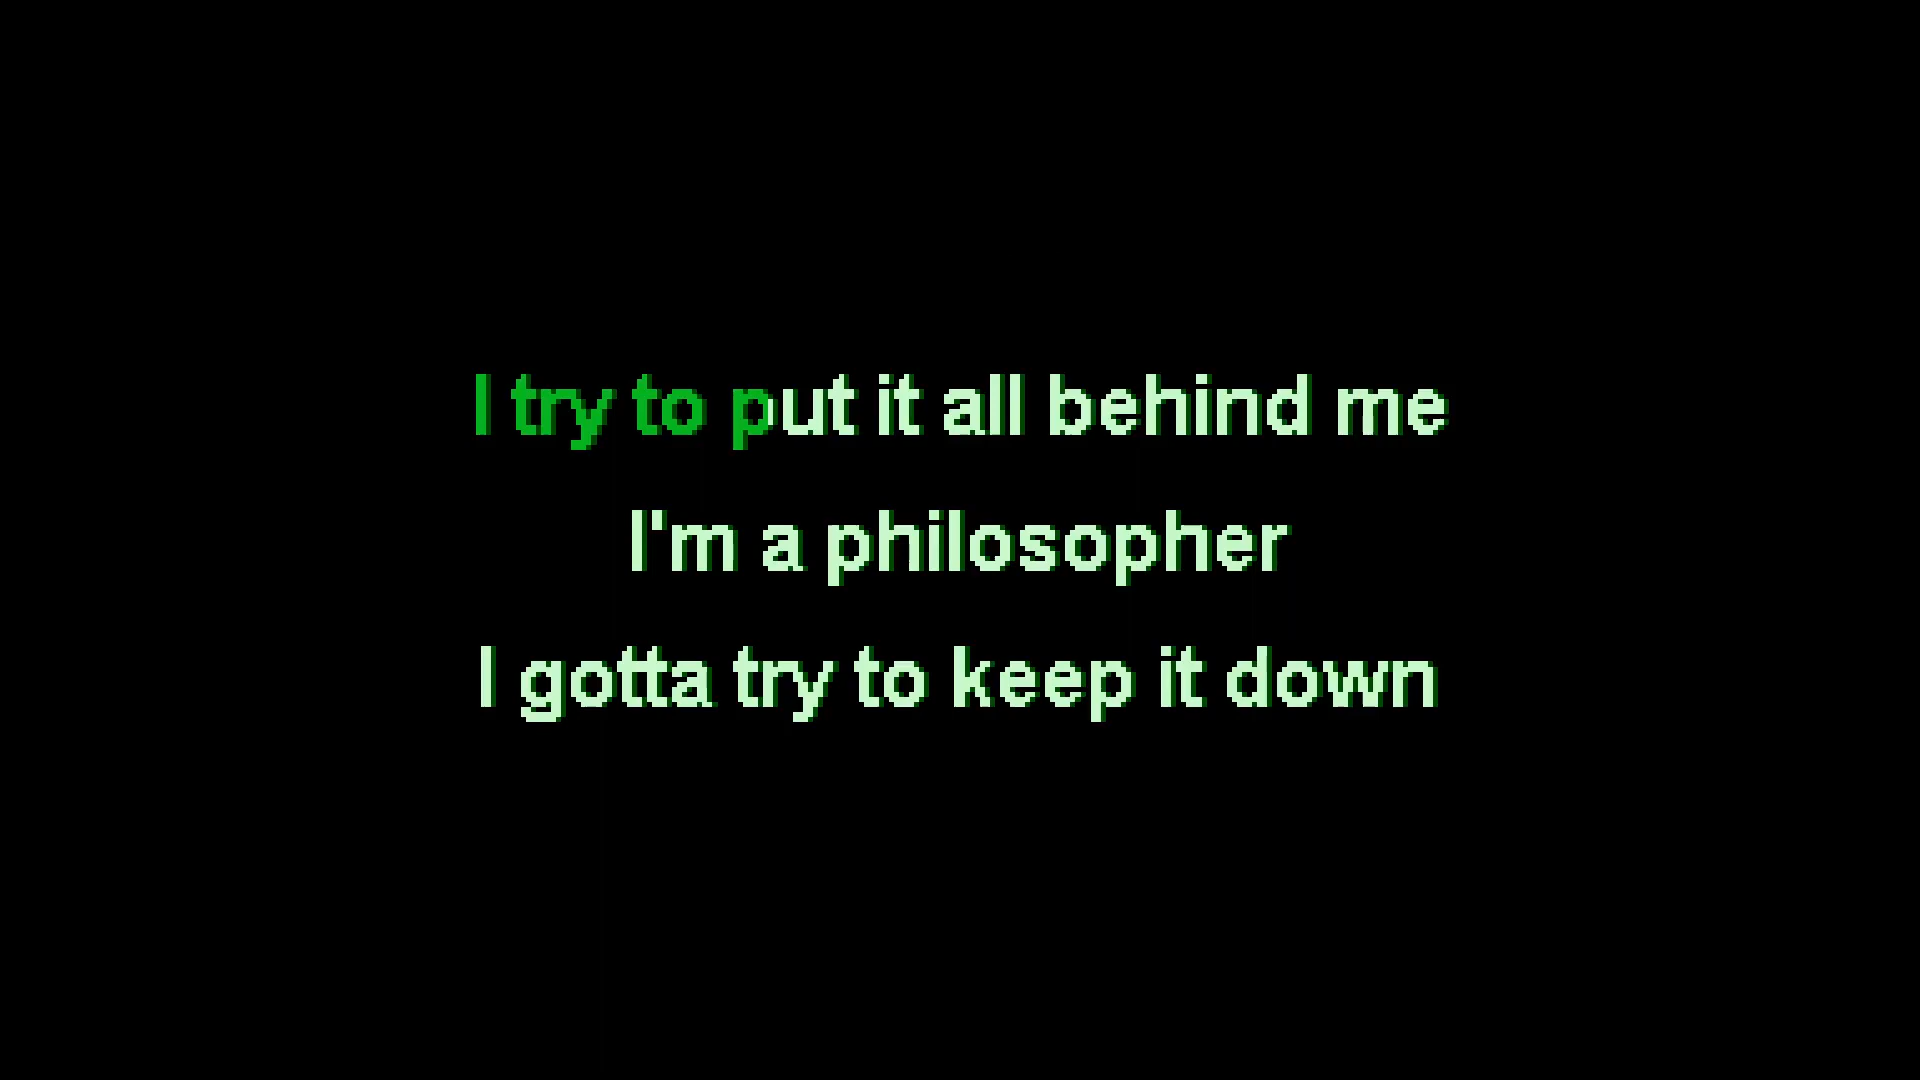 I try to put it all behind me
I'm a philosopher
I gotta try to keep it down